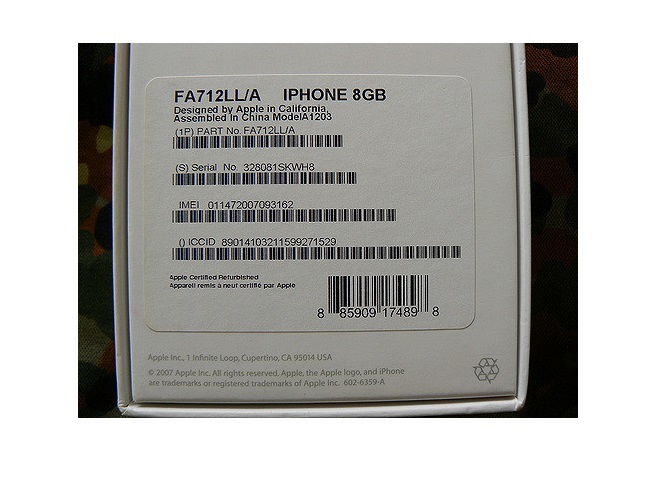 FA712LL/A IPHONE 8GB
Designed by Apple in California,
Assembled In China ModelA1203
(1P) PART No. FA712LL/A
(S) Serial No. 328081SKWH8
IMEI 011472007093162
() ICCID 89014103211599271529
Apple Certified Refurbished
Appareil remis à neuf certifié par Apple
8 85909 17489 8
Apple Inc., 1 Infinite Loop, Cupertino, CA 95014 USA
© 2007 Apple Inc. All rights reserved. Apple, the Apple logo, and iPhone
are trademarks or registered trademarks of Apple Inc. 602-6359-A